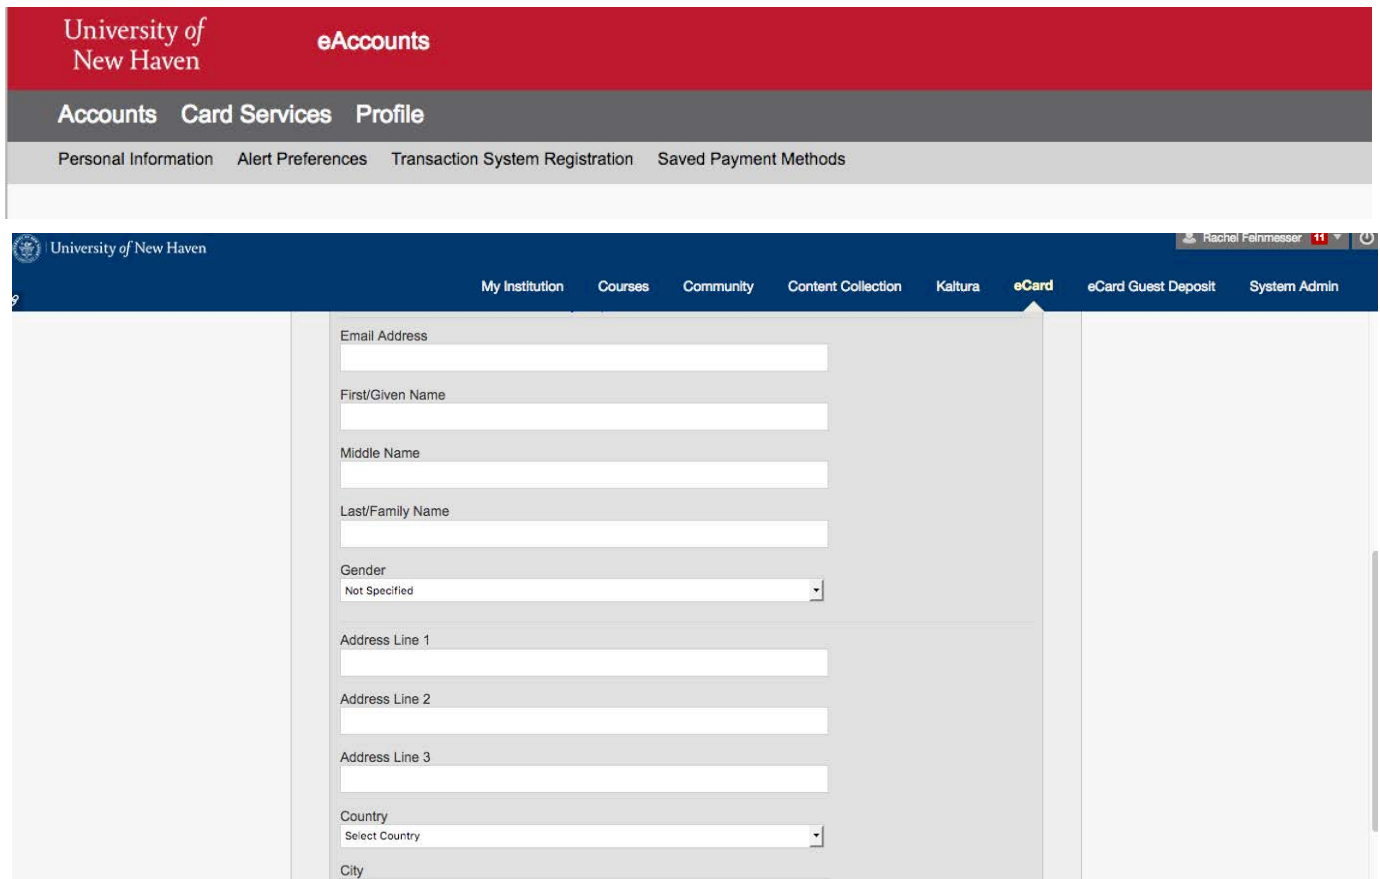 University of
New Haven
eAccounts
Accounts Card Services Profile
Personal Information Alert Preferences Transaction System Registration Saved Payment Methods
University of New Haven
Rachel Feinmesser 11
My Institution Courses Community Content Collection Kaltura eCard eCard Guest Deposit System Admin
Email Address
First/Given Name
Middle Name
Last/Family Name
Gender
Not Specified
Address Line 1
Address Line 2
Address Line 3
Country
Select Country
City